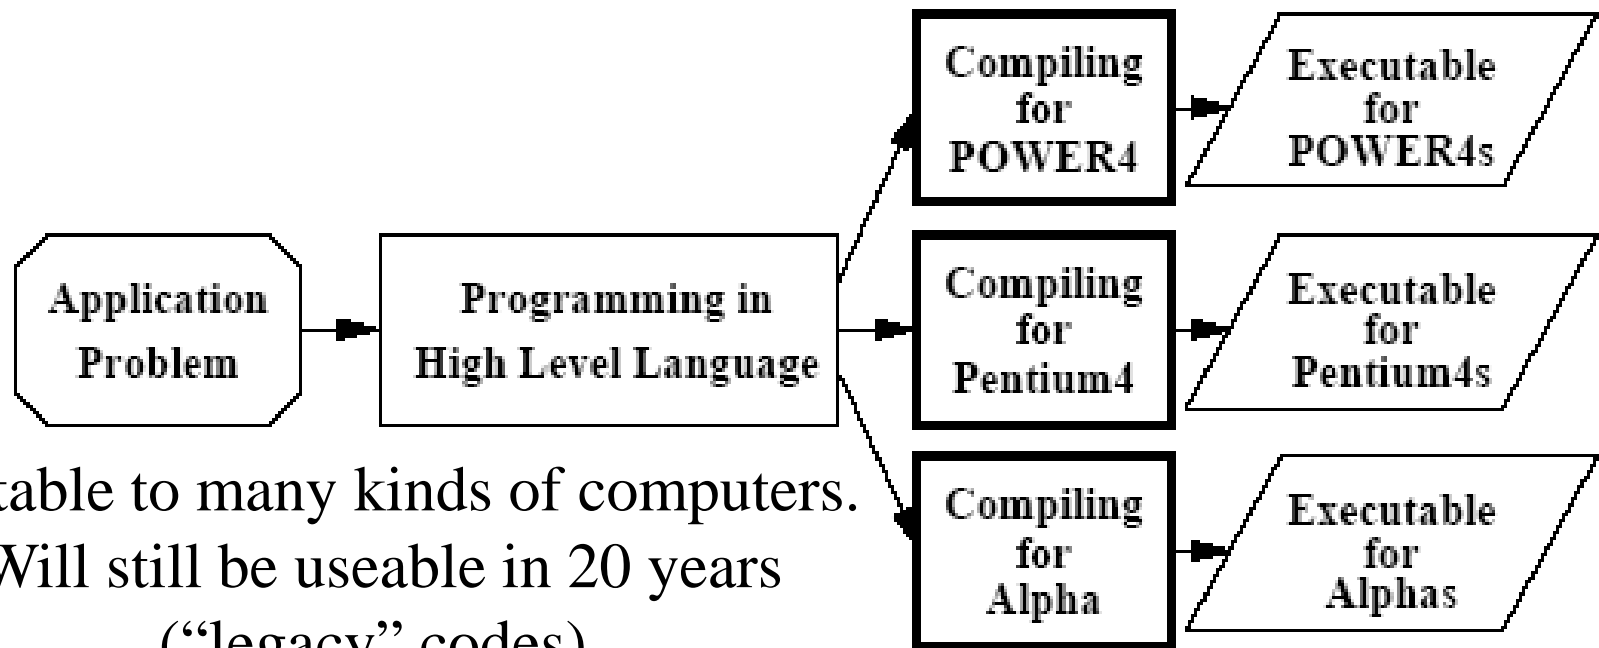 Application
Problem
Programming in
High Level Language
Compiling
for
POWER4
Executable
for
POWER4s
Compiling
for
Pentium4
Executable
for
Pentium4s
Compiling
for
Alpha
Executable
for
Alphas
table to many kinds of computers.
Will still be useable in 20 years
(“legacy” codes)